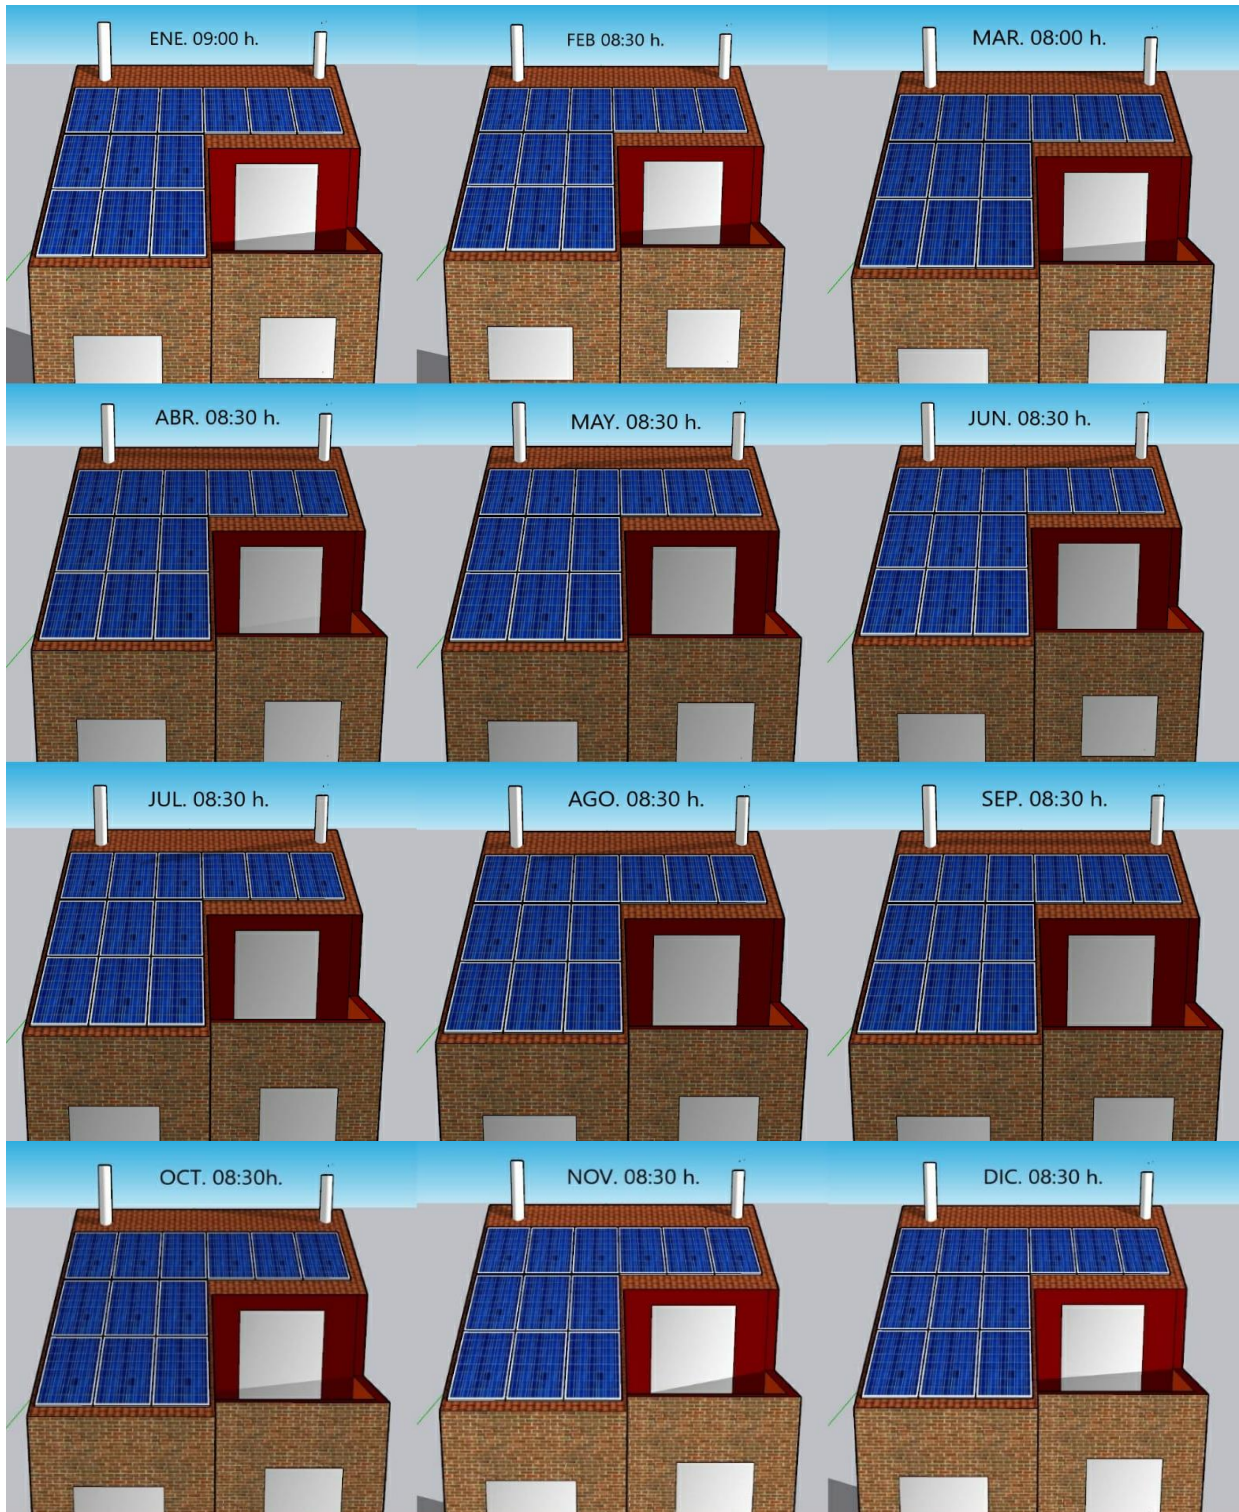 ENE. 09:00 h.
FEB 08:30 h.
MAR. 08:00 h.
ABR. 08:30 h.
MAY. 08:30 h.
JUN. 08:30 h.
JUL. 08:30 h.
AGO. 08:30 h.
SEP. 08:30 h.
OCT. 08:30h.
NOV. 08:30 h.
DIC. 08:30 h.